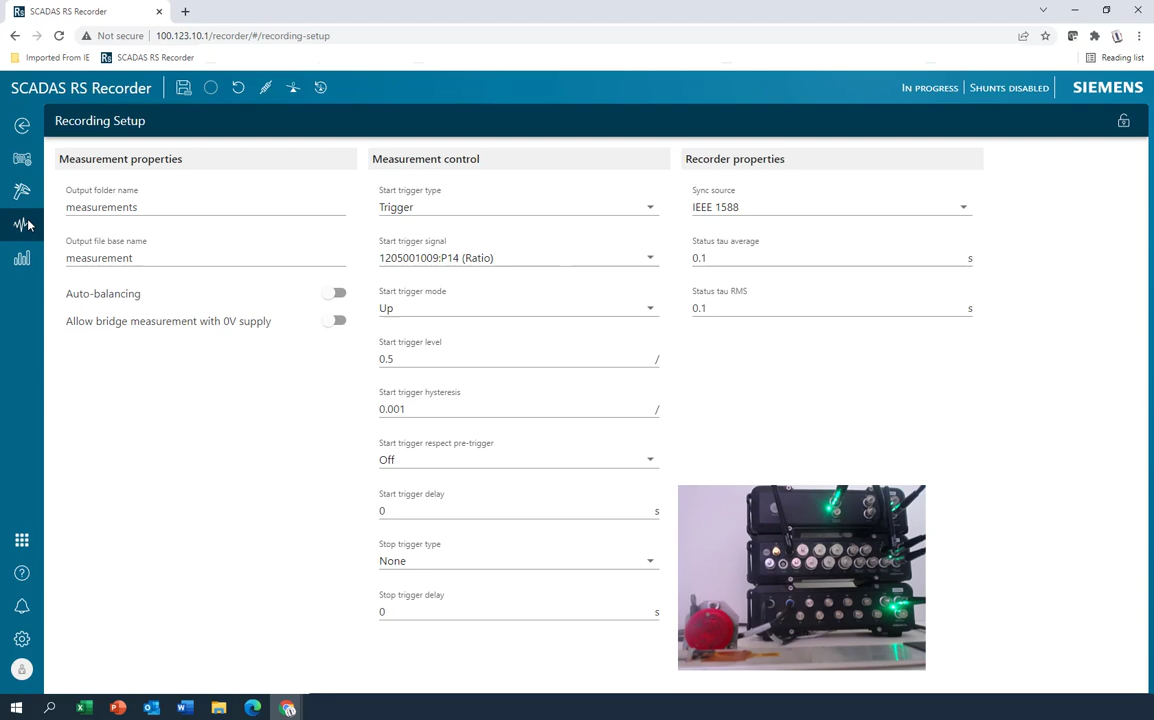 Rs SCADAS RS Recorder
Not secure 100.123.10.1/recorder/#/recording-setup
Imported From IE Rs SCADAS RS Recorder Reading list
SCADAS RS Recorder IN PROGRESS SHUNTS DISABLED SIEMENS
Recording Setup
Measurement properties
Output folder name
measurements
Output file base name
measurement
Auto-balancing
Allow bridge measurement with 0V supply
Measurement control
Start trigger type
Trigger
Start trigger signal
1205001009:P14 (Ratio)
Start trigger mode
Up
Start trigger level
0.5 /
Start trigger hysteresis
0.001 /
Start trigger respect pre-trigger
Off
Start trigger delay
0 s
Stop trigger type
None
Stop trigger delay
0 s
Recorder properties
Sync source
IEEE 1588
Status tau average
0.1 s
Status tau RMS
0.1 s